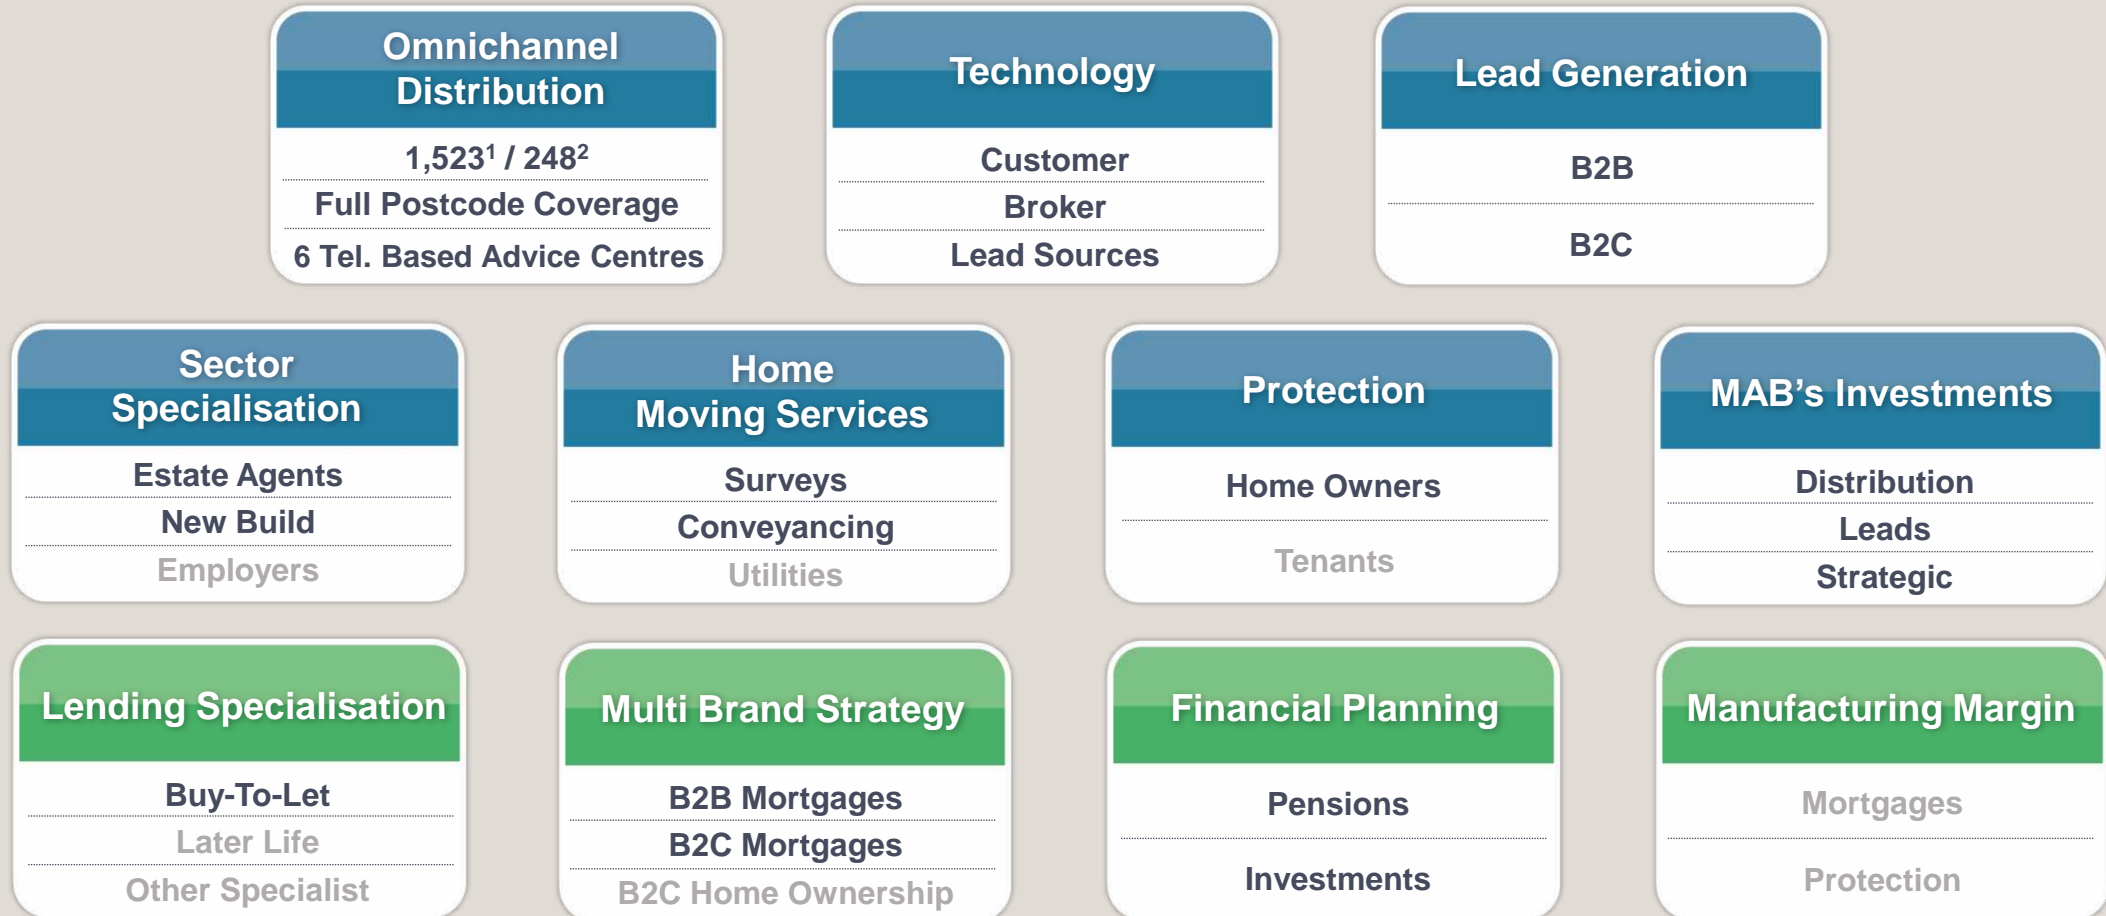 Omnichannel
Distribution
1,523¹ / 248²
Full Postcode Coverage
6 Tel. Based Advice Centres
Technology
Customer
Broker
Lead Sources
Lead Generation
B2B
B2C
Sector
Specialisation
Estate Agents
New Build
Employers
Home
Moving Services
Surveys
Conveyancing
Utilities
Protection
Home Owners
Tenants
MAB’s Investments
Distribution
Leads
Strategic
Lending Specialisation
Buy-To-Let
Later Life
Other Specialist
Multi Brand Strategy
B2B Mortgages
B2C Mortgages
B2C Home Ownership
Financial Planning
Pensions
Investments
Manufacturing Margin
Mortgages
Protection